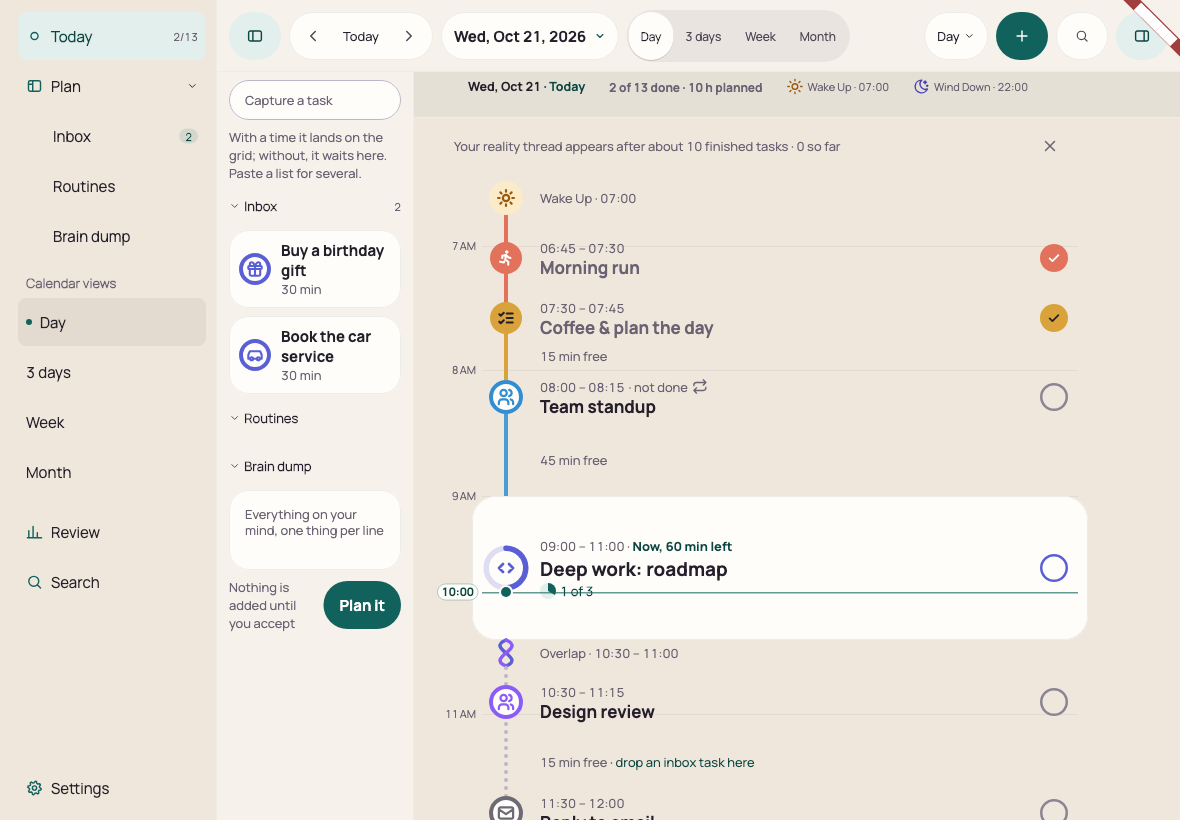 Today
2/13
Plan
Inbox
2
Routines
Brain dump
Calendar views
Day
3 days
Week
Month
Review
Search
Settings
Today
Wed, Oct 21, 2026
Day
3 days
Week
Month
Day
Capture a task
With a time it lands on the
grid; without, it waits here.
Paste a list for several.
Inbox
2
Buy a birthday
gift
30 min
Book the car
service
30 min
Routines
Brain dump
Everything on your
mind, one thing per line
Nothing is
added until
you accept
Plan it
Wed, Oct 21 · Today
2 of 13 done · 10 h planned
Wake Up · 07:00
Wind Down · 22:00
Your reality thread appears after about 10 finished tasks · 0 so far
Wake Up · 07:00
7 AM
06:45 – 07:30
Morning run
07:30 – 07:45
Coffee & plan the day
15 min free
8 AM
08:00 – 08:15 · not done
Team standup
45 min free
9 AM
09:00 – 11:00 · Now, 60 min left
Deep work: roadmap
10:00
1 of 3
Overlap · 10:30 – 11:00
10:30 – 11:15
11 AM
Design review
15 min free · drop an inbox task here
11:30 – 12:00
Reply to email